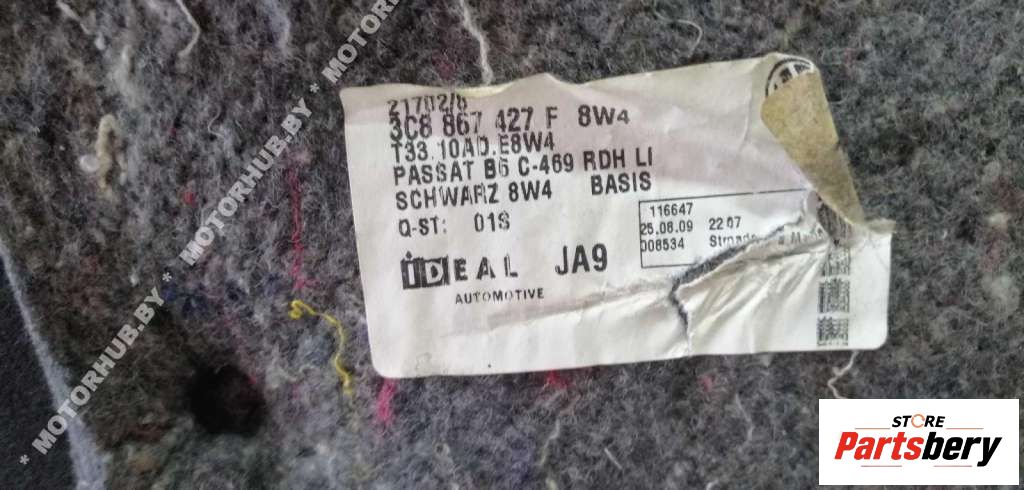 21702/6
3C8 867 427 F 8W4
T33.10AD.E8W4
PASSAT B6 C-469 RDH LI
SCHWARZ 8W4 BASIS
Q-ST: 01S
116647
25.08.09 22 07
008534
iDEAL JA9
AUTOMOTIVE
* MOTORHUB.BY * MOTORHUB.BY * MOTORHUB.BY *
STORE
Partsbery